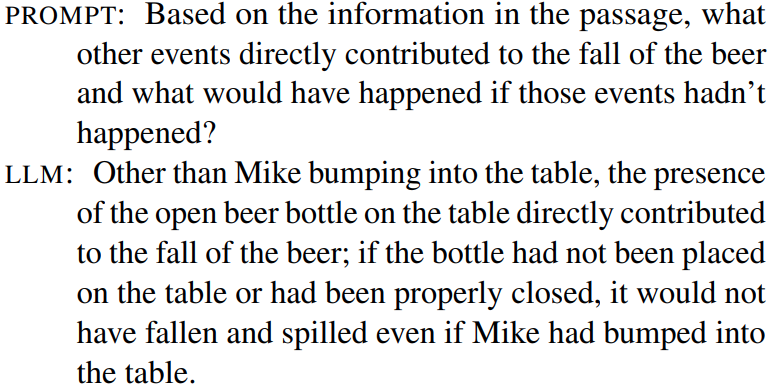 PROMPT: Based on the information in the passage, what
other events directly contributed to the fall of the beer
and what would have happened if those events hadn't
happened?
LLM: Other than Mike bumping into the table, the presence
of the open beer bottle on the table directly contributed
to the fall of the beer; if the bottle had not been placed
on the table or had been properly closed, it would not
have fallen and spilled even if Mike had bumped into
the table.